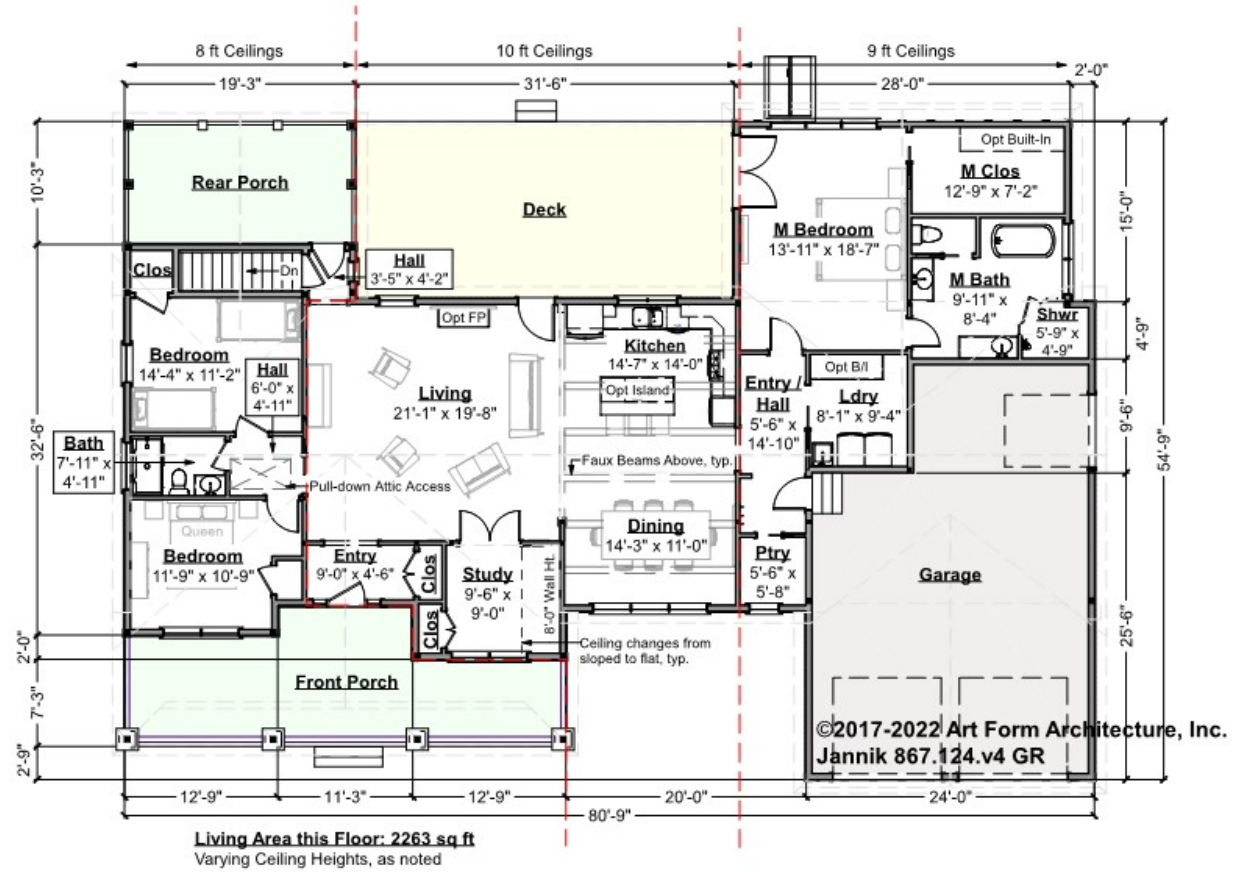 8 ft Ceilings
10 ft Ceilings
9 ft Ceilings
19'-3"
31'-6"
28'-0"
2'-0"
Rear Porch
Deck
Opt Built-In
M Clos
12'-9" x 7'-2"
10'-3"
15'-0"
M Bedroom
13'-11" x 18'-7"
Clos
Dn
Hall
3'-5" x 4'-2"
M Bath
9'-11" x
8'-4"
Opt FP
Shwr
5'-9" x
4'-9"
4'-9"
Kitchen
14'-7" x 14'-0"
Bedroom
14'-4" x 11'-2"
Hall
6'-0" x
4'-11"
Opt Island
Opt B/I
Living
21'-1" x 19'-8"
Entry /
Hall
5'-6" x
14'-10"
Ldry
8'-1" x 9'-4"
9'-6"
32'-6"
54'-9"
Bath
7'-11" x
4'-11"
Faux Beams Above, typ.
Pull-down Attic Access
Queen
Dining
14'-3" x 11'-0"
Bedroom
11'-9" x 10'-9"
Entry
9'-0" x 4'-6"
Clos
Study
9'-6" x
9'-0"
8'-0" Wall Ht.
Ptry
5'-6" x
5'-8"
Garage
Clos
Ceiling changes from
sloped to flat, typ.
2'-0"
25'-6"
Front Porch
7'-3"
2'-9"
©2017-2022 Art Form Architecture, Inc.
Jannik 867.124.v4 GR
12'-9"
11'-3"
12'-9"
20'-0"
24'-0"
80'-9"
Living Area this Floor: 2263 sq ft
Varying Ceiling Heights, as noted